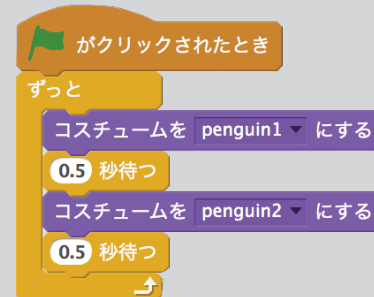 がクリックされたとき
ずっと
コスチュームを penguin1 にする
0.5 秒待つ
コスチュームを penguin2 にする
0.5 秒待つ